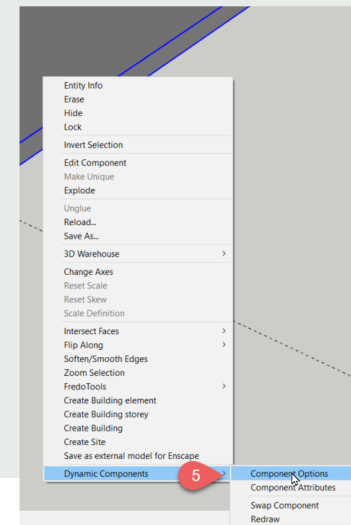 Entity Info
Erase
Hide
Lock
Invert Selection
Edit Component
Make Unique
Explode
Unglue
Reload...
Save As...
3D Warehouse
Change Axes
Reset Scale
Reset Skew
Scale Definition
Intersect Faces
Flip Along
Soften/Smooth Edges
Zoom Selection
FredoTools
Create Building element
Create Building storey
Create Building
Create Site
Save as external model for Enscape
Dynamic Components
5
Component Options
Component Attributes
Swap Component
Redraw